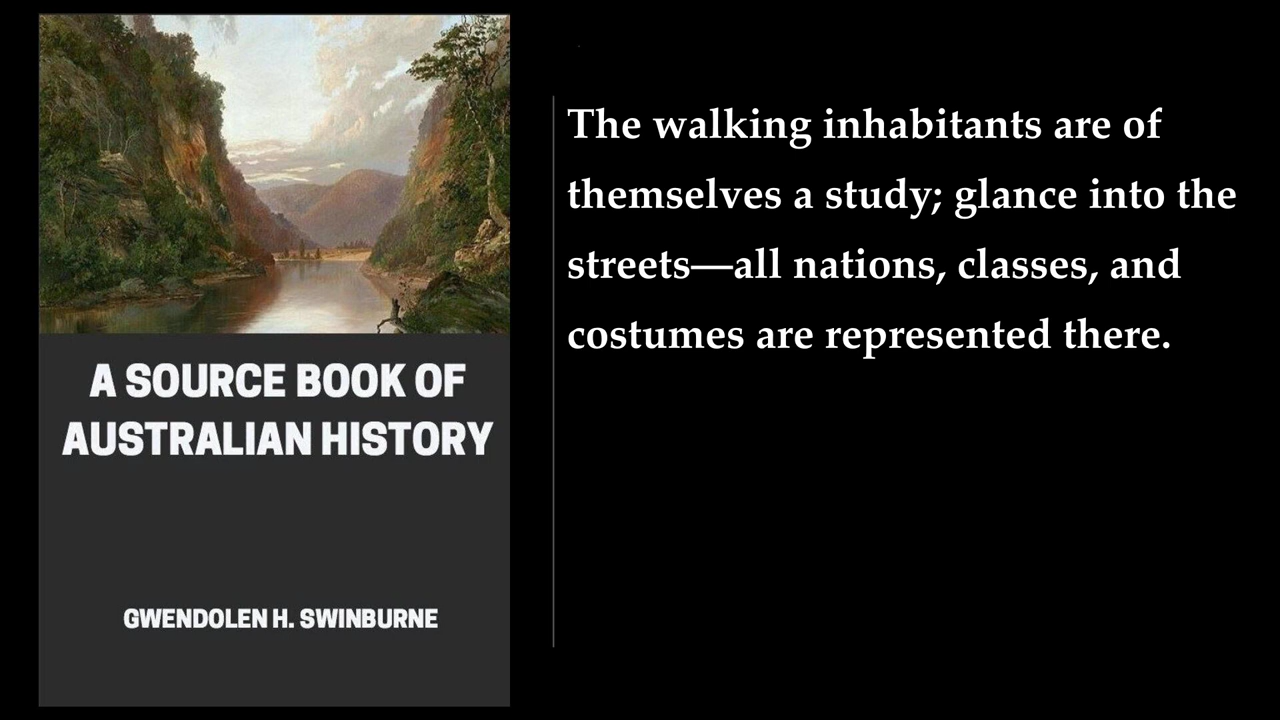 A SOURCE BOOK OF
AUSTRALIAN HISTORY
GWENDOLEN H. SWINBURNE
The walking inhabitants are of
themselves a study; glance into the
streets—all nations, classes, and
costumes are represented there.